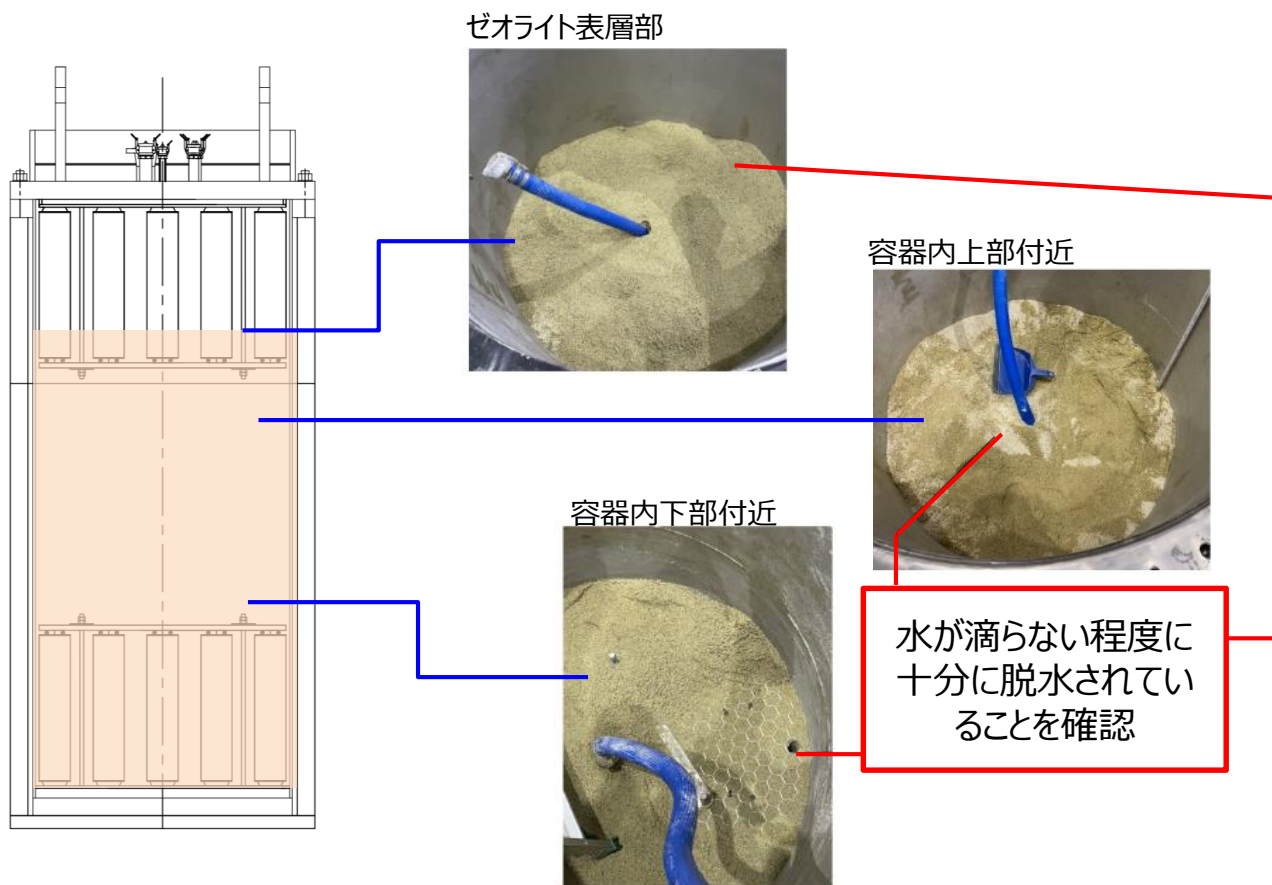 ゼオライト表層部
容器内上部付近
容器内下部付近
水が滴らない程度に
十分に脱水されてい
ることを確認